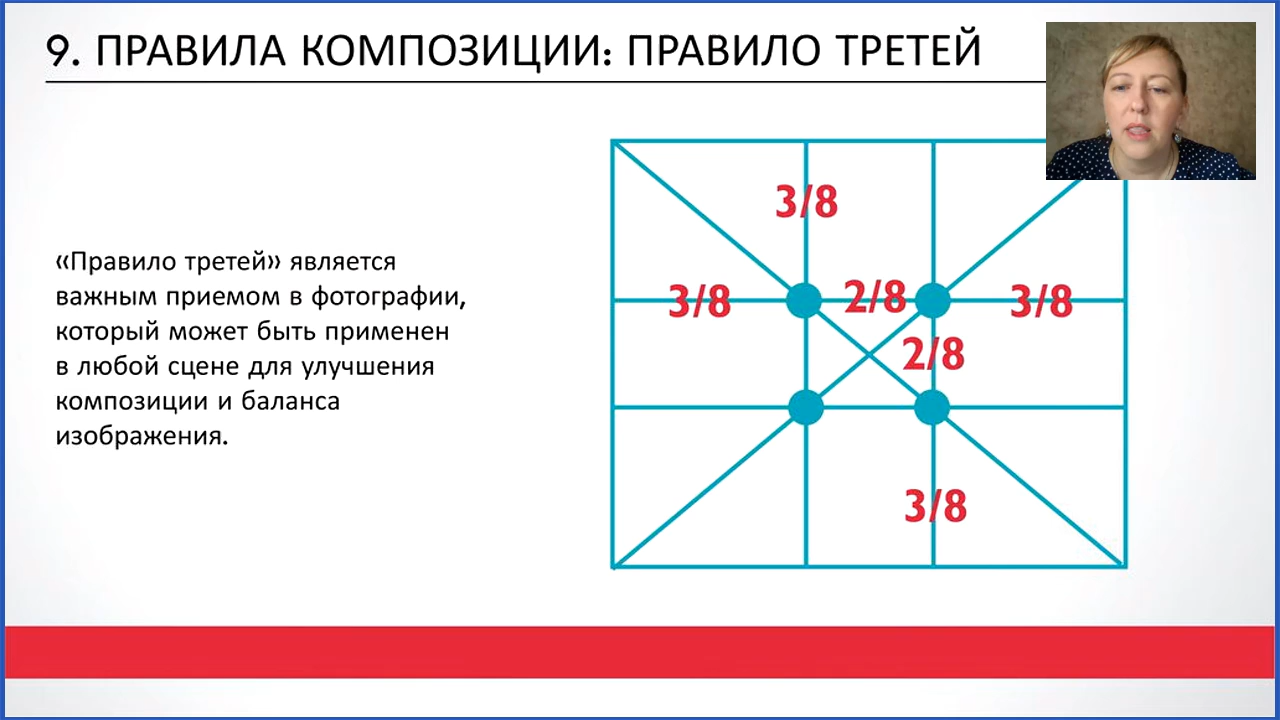 9. ПРАВИЛА КОМПОЗИЦИИ: ПРАВИЛО ТРЕТЕЙ
«Правило третей» является
важным приемом в фотографии,
который может быть применен
в любой сцене для улучшения
композиции и баланса
изображения.
3/8
3/8 2/8 3/8
2/8
3/8